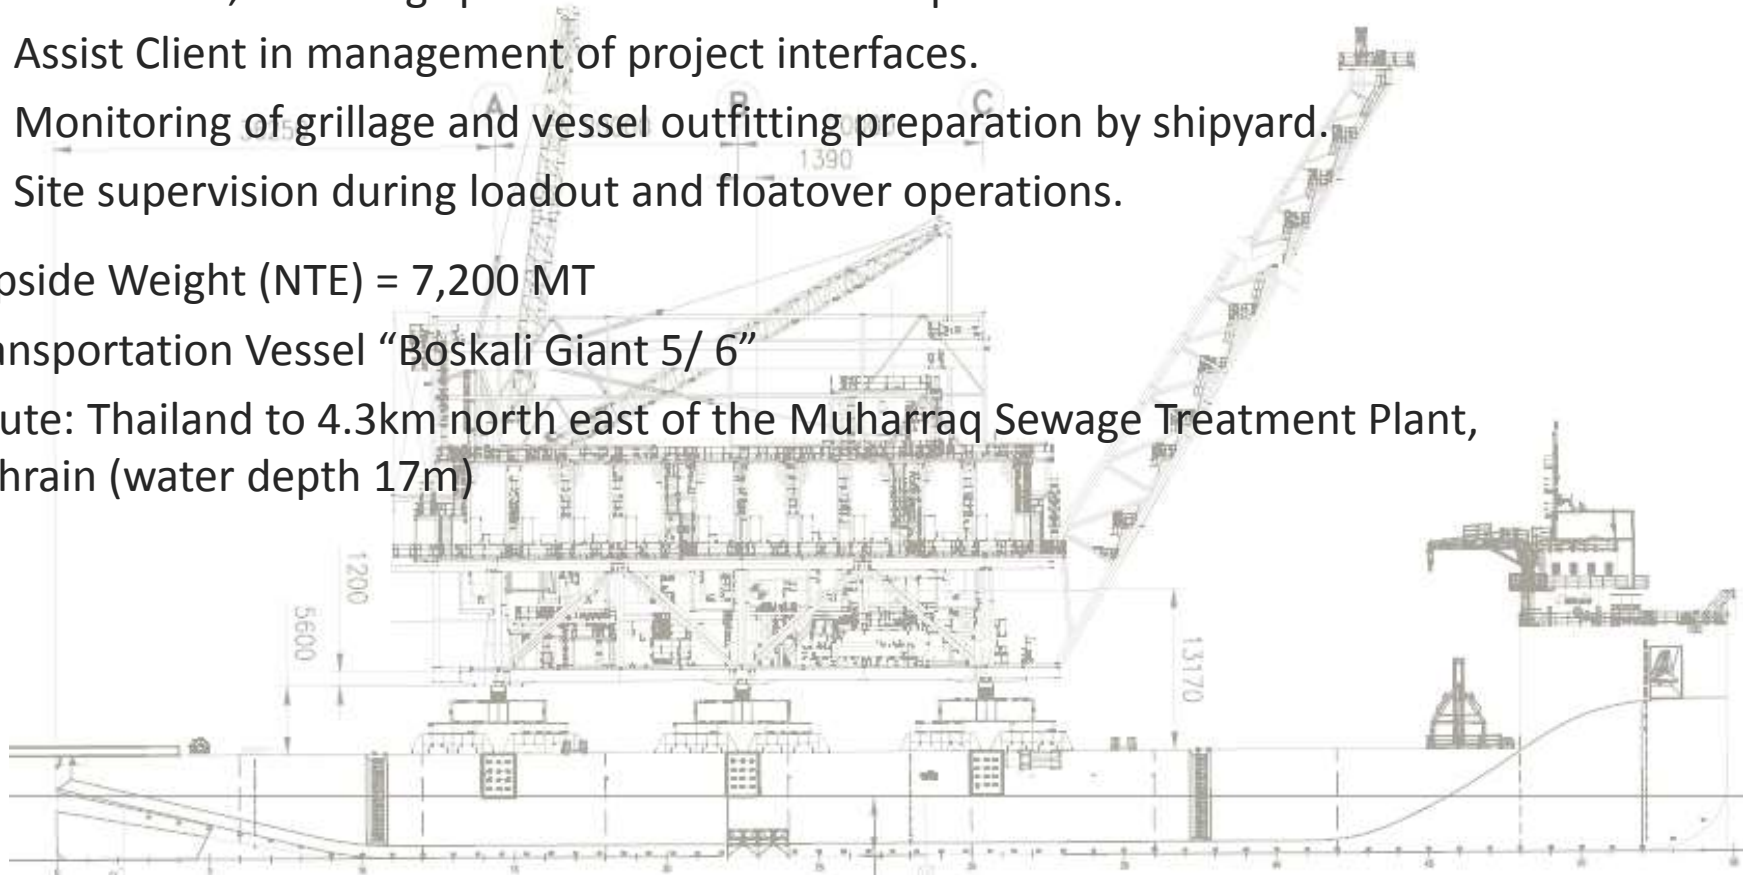 Assist Client in management of project interfaces.
A B C
Monitoring of grillage and vessel outfitting preparation by shipyard.
1390
Site supervision during loadout and floatover operations.
pside Weight (NTE) = 7,200 MT
ansportation Vessel “Boskali Giant 5/ 6”
ute: Thailand to 4.3km north east of the Muharraq Sewage Treatment Plant,
hrain (water depth 17m)
1200
5600
13170